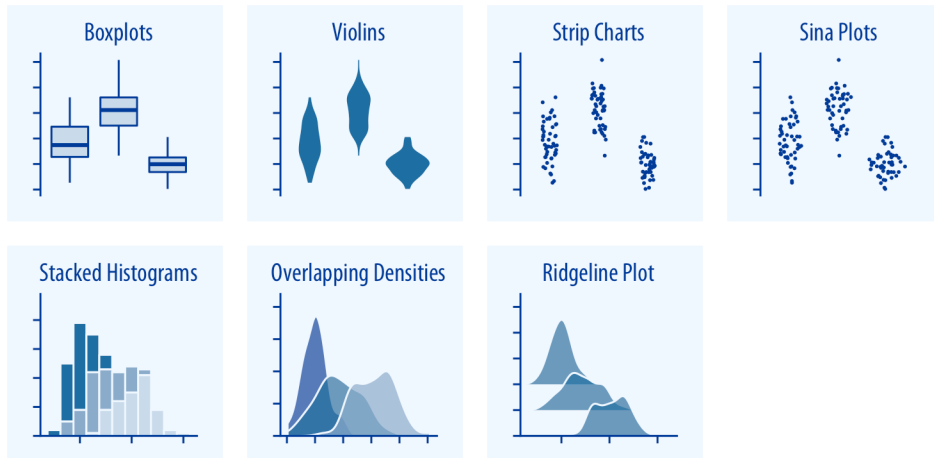 Boxplots
Violins
Strip Charts
Sina Plots
Stacked Histograms
Overlapping Densities
Ridgeline Plot